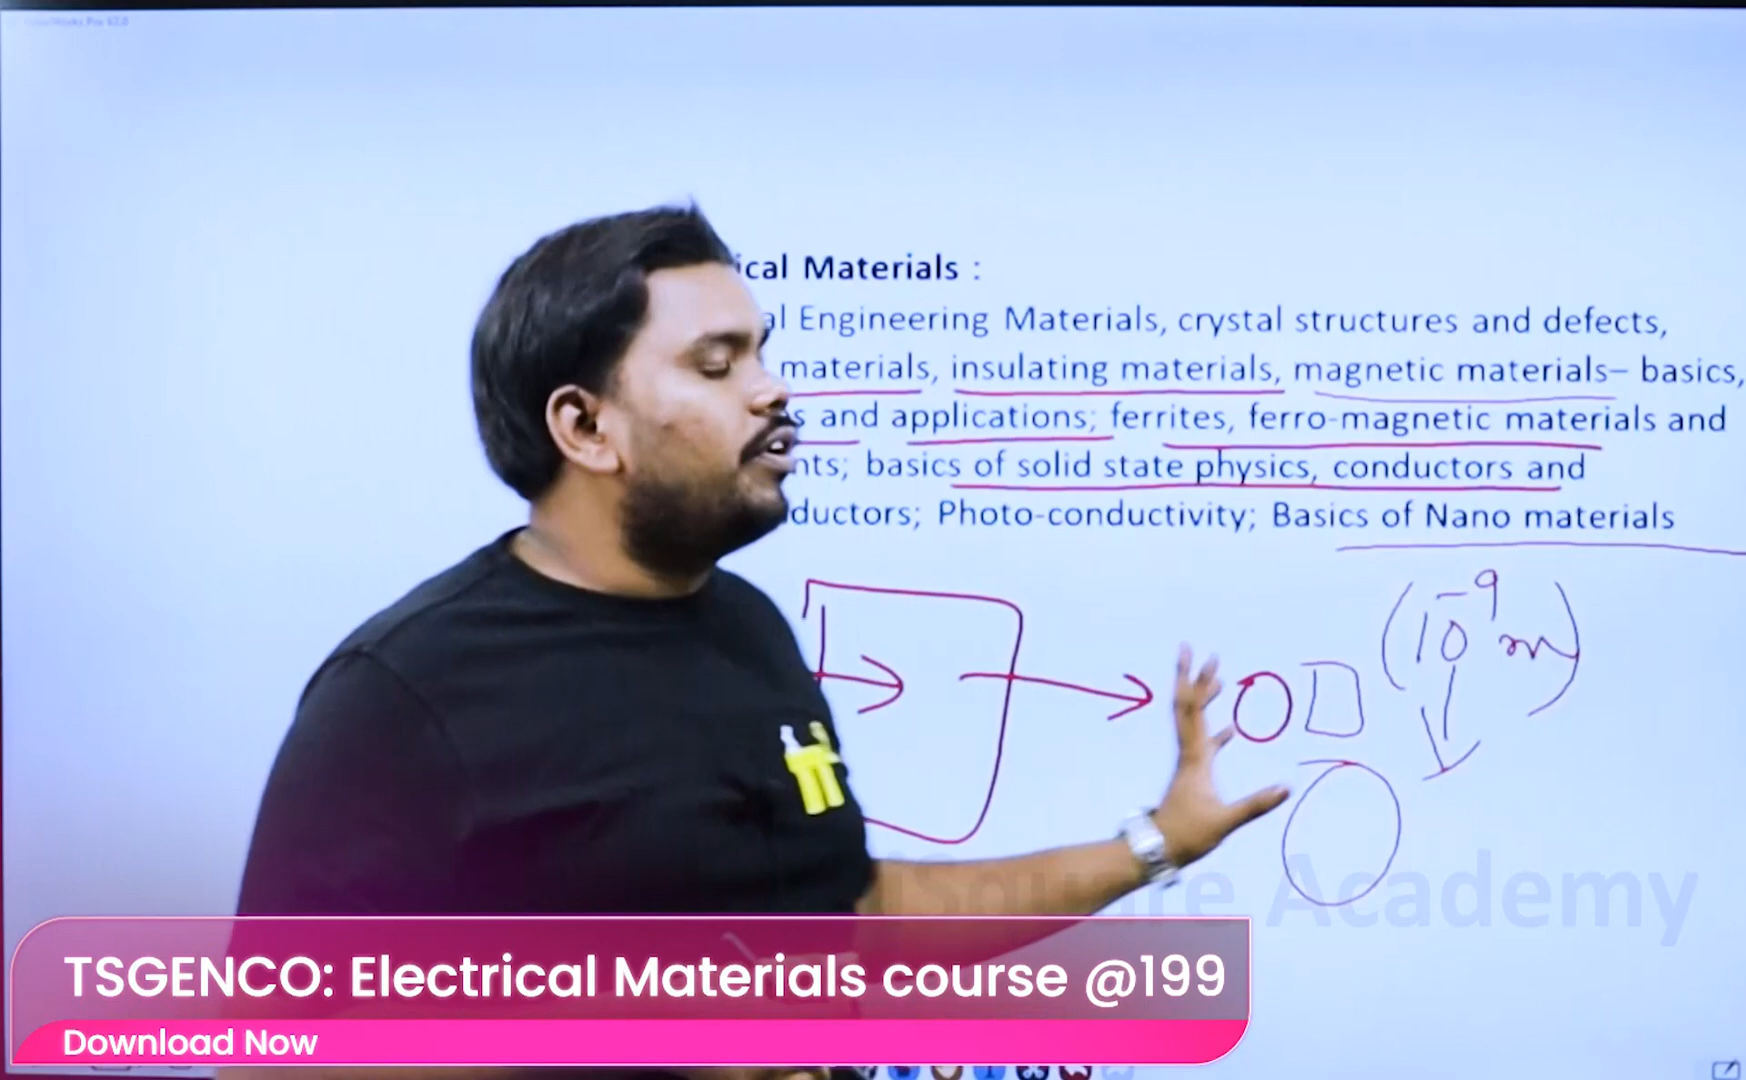 ical Materials :
al Engineering Materials, crystal structures and defects,
materials, insulating materials, magnetic materials– basics,
s and applications; ferrites, ferro-magnetic materials and
nts; basics of solid state physics, conductors and
ductors; Photo-conductivity; Basics of Nano materials
(10⁻⁹ m)
Square Academy
TSGENCO: Electrical Materials course @199
Download Now